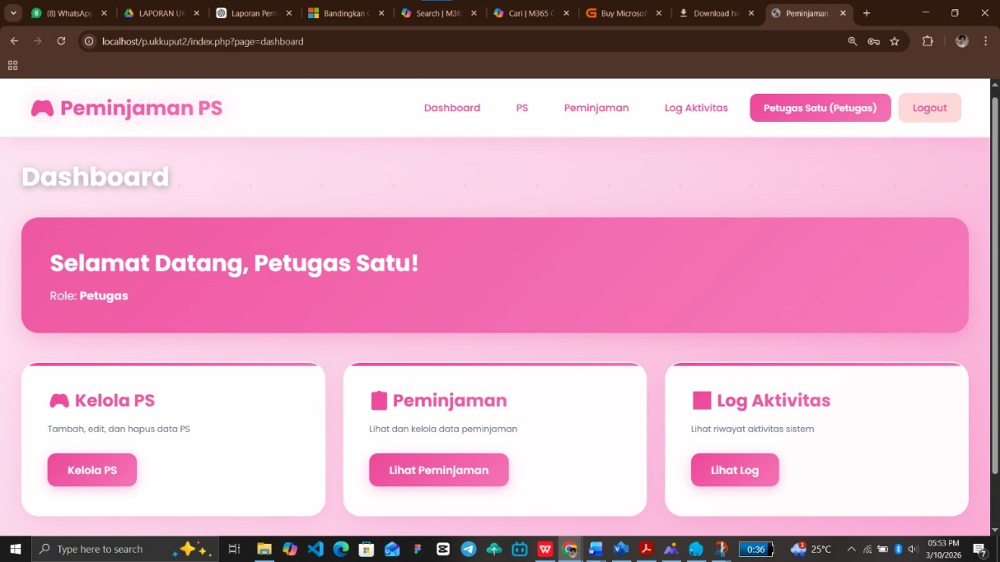 (8) WhatsApp
LAPORAN U
Laporan Pem
Bandingkan
Search | M36
Cari | M365 C
Buy Microsof
Download hi
Peminjaman
localhost/p.ukkuput2/index.php?page=dashboard
Peminjaman PS
Dashboard
PS
Peminjaman
Log Aktivitas
Petugas Satu (Petugas)
Logout
Dashboard
Selamat Datang, Petugas Satu!
Role: Petugas
Kelola PS
Tambah, edit, dan hapus data PS
Kelola PS
Peminjaman
Lihat dan kelola data peminjaman
Lihat Peminjaman
Log Aktivitas
Lihat riwayat aktivitas sistem
Lihat Log
Type here to search
0:36
3
25°C
05:53 PM
3/10/2026
7